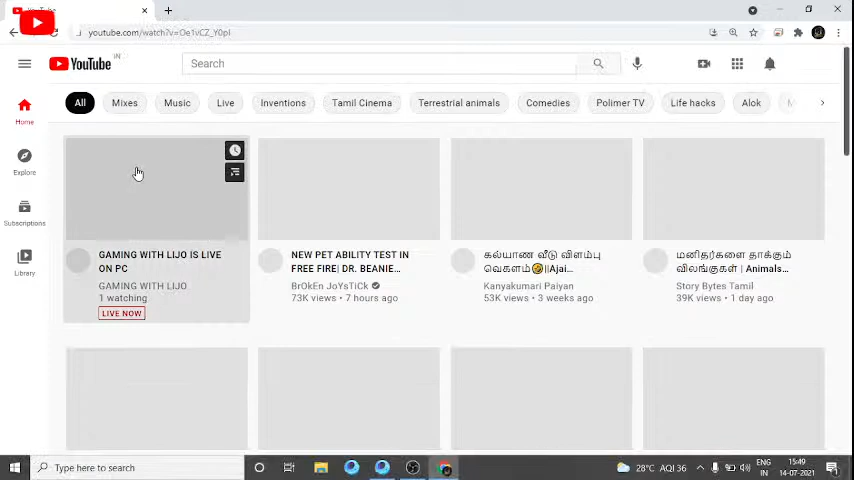 youtube.com/watch?v=Oe1vCZ_Y0pI
YouTube IN
Search
All
Mixes
Music
Live
Inventions
Tamil Cinema
Terrestrial animals
Comedies
Polimer TV
Life hacks
Alok
Home
Explore
Subscriptions
Library
GAMING WITH LIJO IS LIVE
ON PC
GAMING WITH LIJO
1 watching
LIVE NOW
NEW PET ABILITY TEST IN
FREE FIRE| DR. BEANIE...
BrOkEn JoYsTiCk
73K views • 7 hours ago
கல்யாண வீடு விளம்பு
வெகளம்🤣||Ajai...
Kanyakumari Paiyan
53K views • 3 weeks ago
மனிதர்களை தாக்கும்
விலங்குகள் | Animals...
Story Bytes Tamil
39K views • 1 day ago
Type here to search
28°C AQI 36
ENG
IN
15:49
14-07-2021